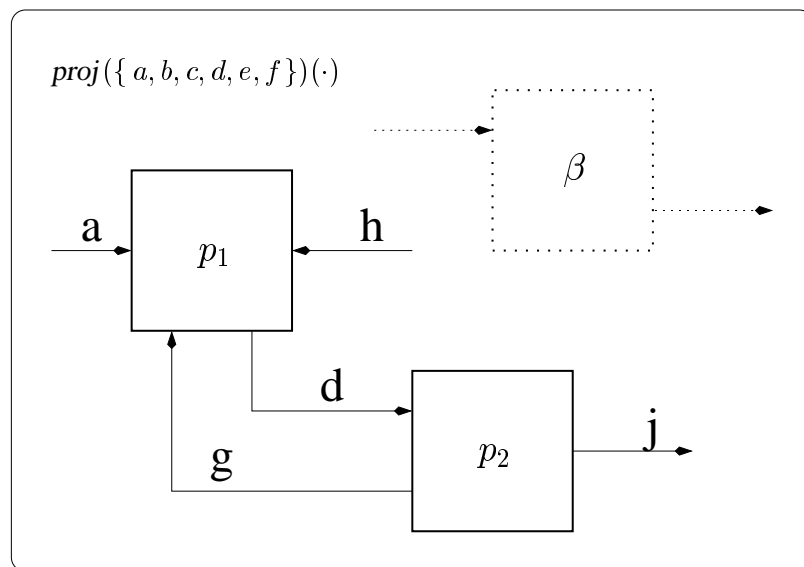 proj({ a, b, c, d, e, f })(·)
β
a
h
p₁
d
j
g
p₂